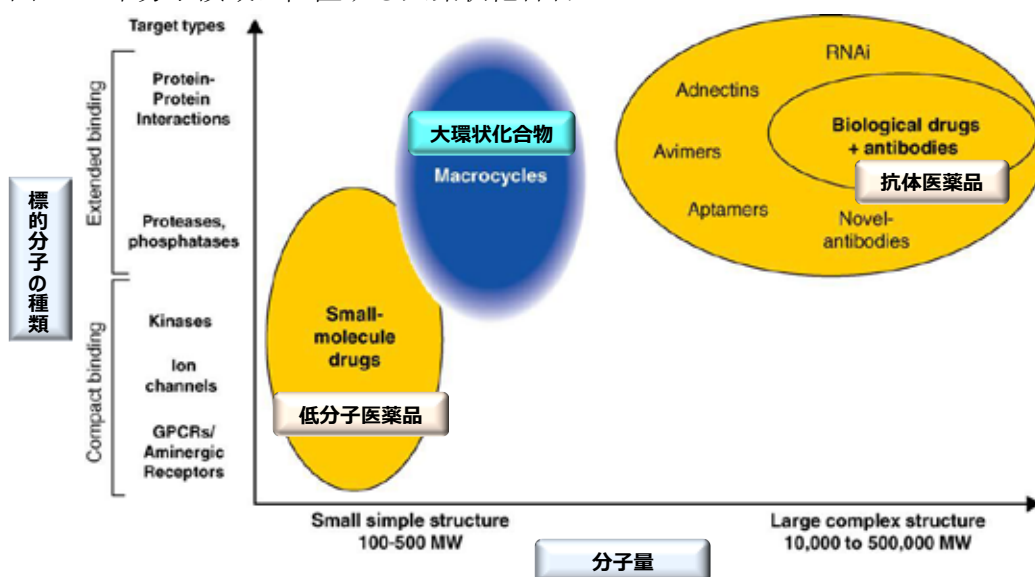 Target types
Extended binding
Protein-
Protein
Interactions
Proteases,
phosphatases
Compact binding
Kinases
Ion
channels
GPCRs/
Aminergic
Receptors
標的分子の種類
大環状化合物
Macrocycles
Small-
molecule
drugs
低分子医薬品
RNAi
Adnectins
Avimers
Aptamers
Biological drugs
+ antibodies
抗体医薬品
Novel-
antibodies
Small simple structure
100-500 MW
分子量
Large complex structure
10,000 to 500,000 MW